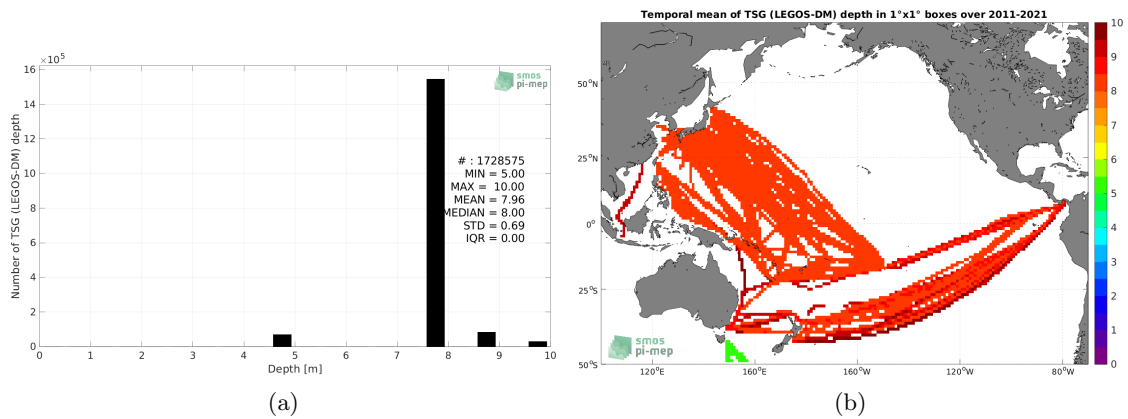 ×10⁵
16
14
12
10
8
6
4
2
0
Number of TSG (LEGOS-DM) depth
smos
pi-mep
# : 1728575
MIN = 5.00
MAX = 10.00
MEAN = 7.96
MEDIAN = 8.00
STD = 0.69
IQR = 0.00
0 1 2 3 4 5 6 7 8 9 10
Depth [m]
(a)
Temporal mean of TSG (LEGOS-DM) depth in 1°x1° boxes over 2011-2021
50°N
25°N
0°
25°S
50°S
120°E 160°E 160°W 120°W 80°W
smos
pi-mep
10
9
8
7
6
5
4
3
2
1
0
(b)